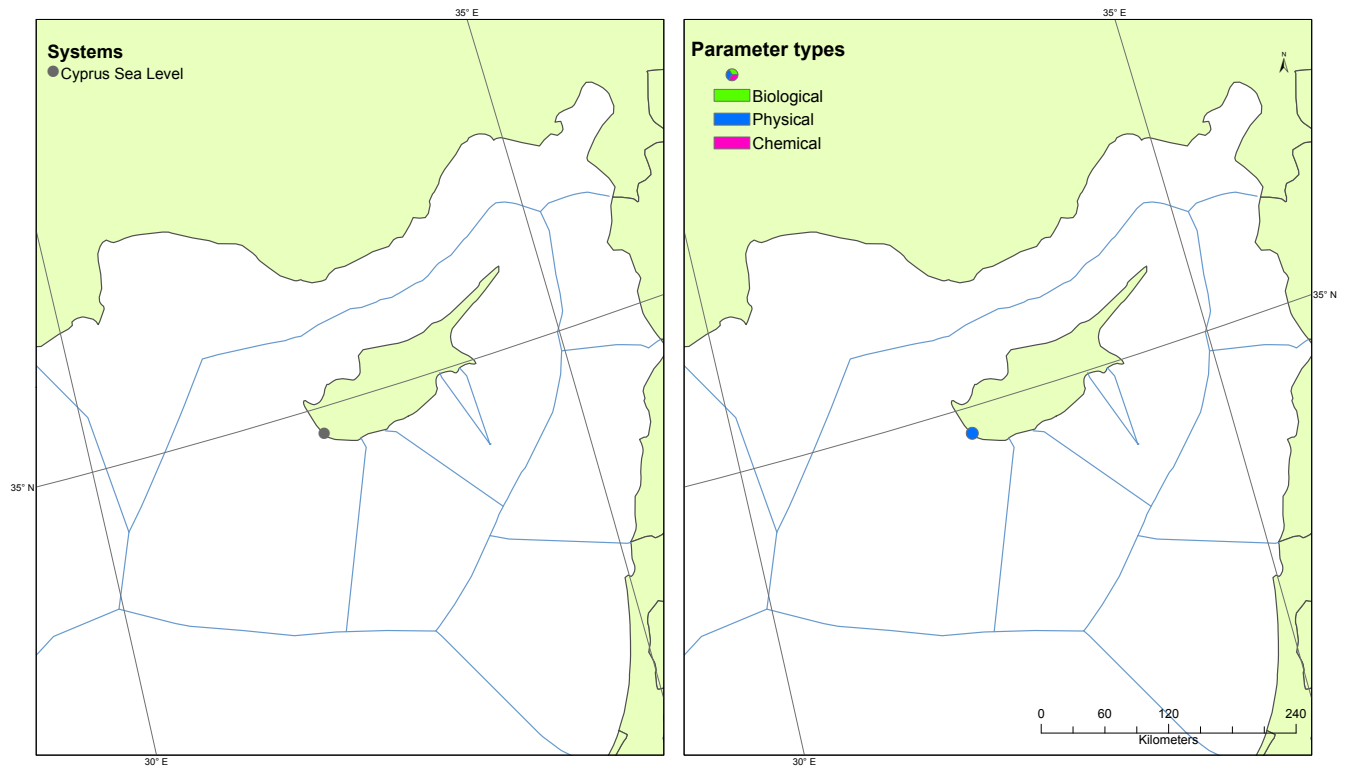 35° E
35° E
Systems
Cyprus Sea Level
Parameter types
N
Biological
Physical
Chemical
35° N
35° N
0 60 120 240
Kilometers
30° E
30° E